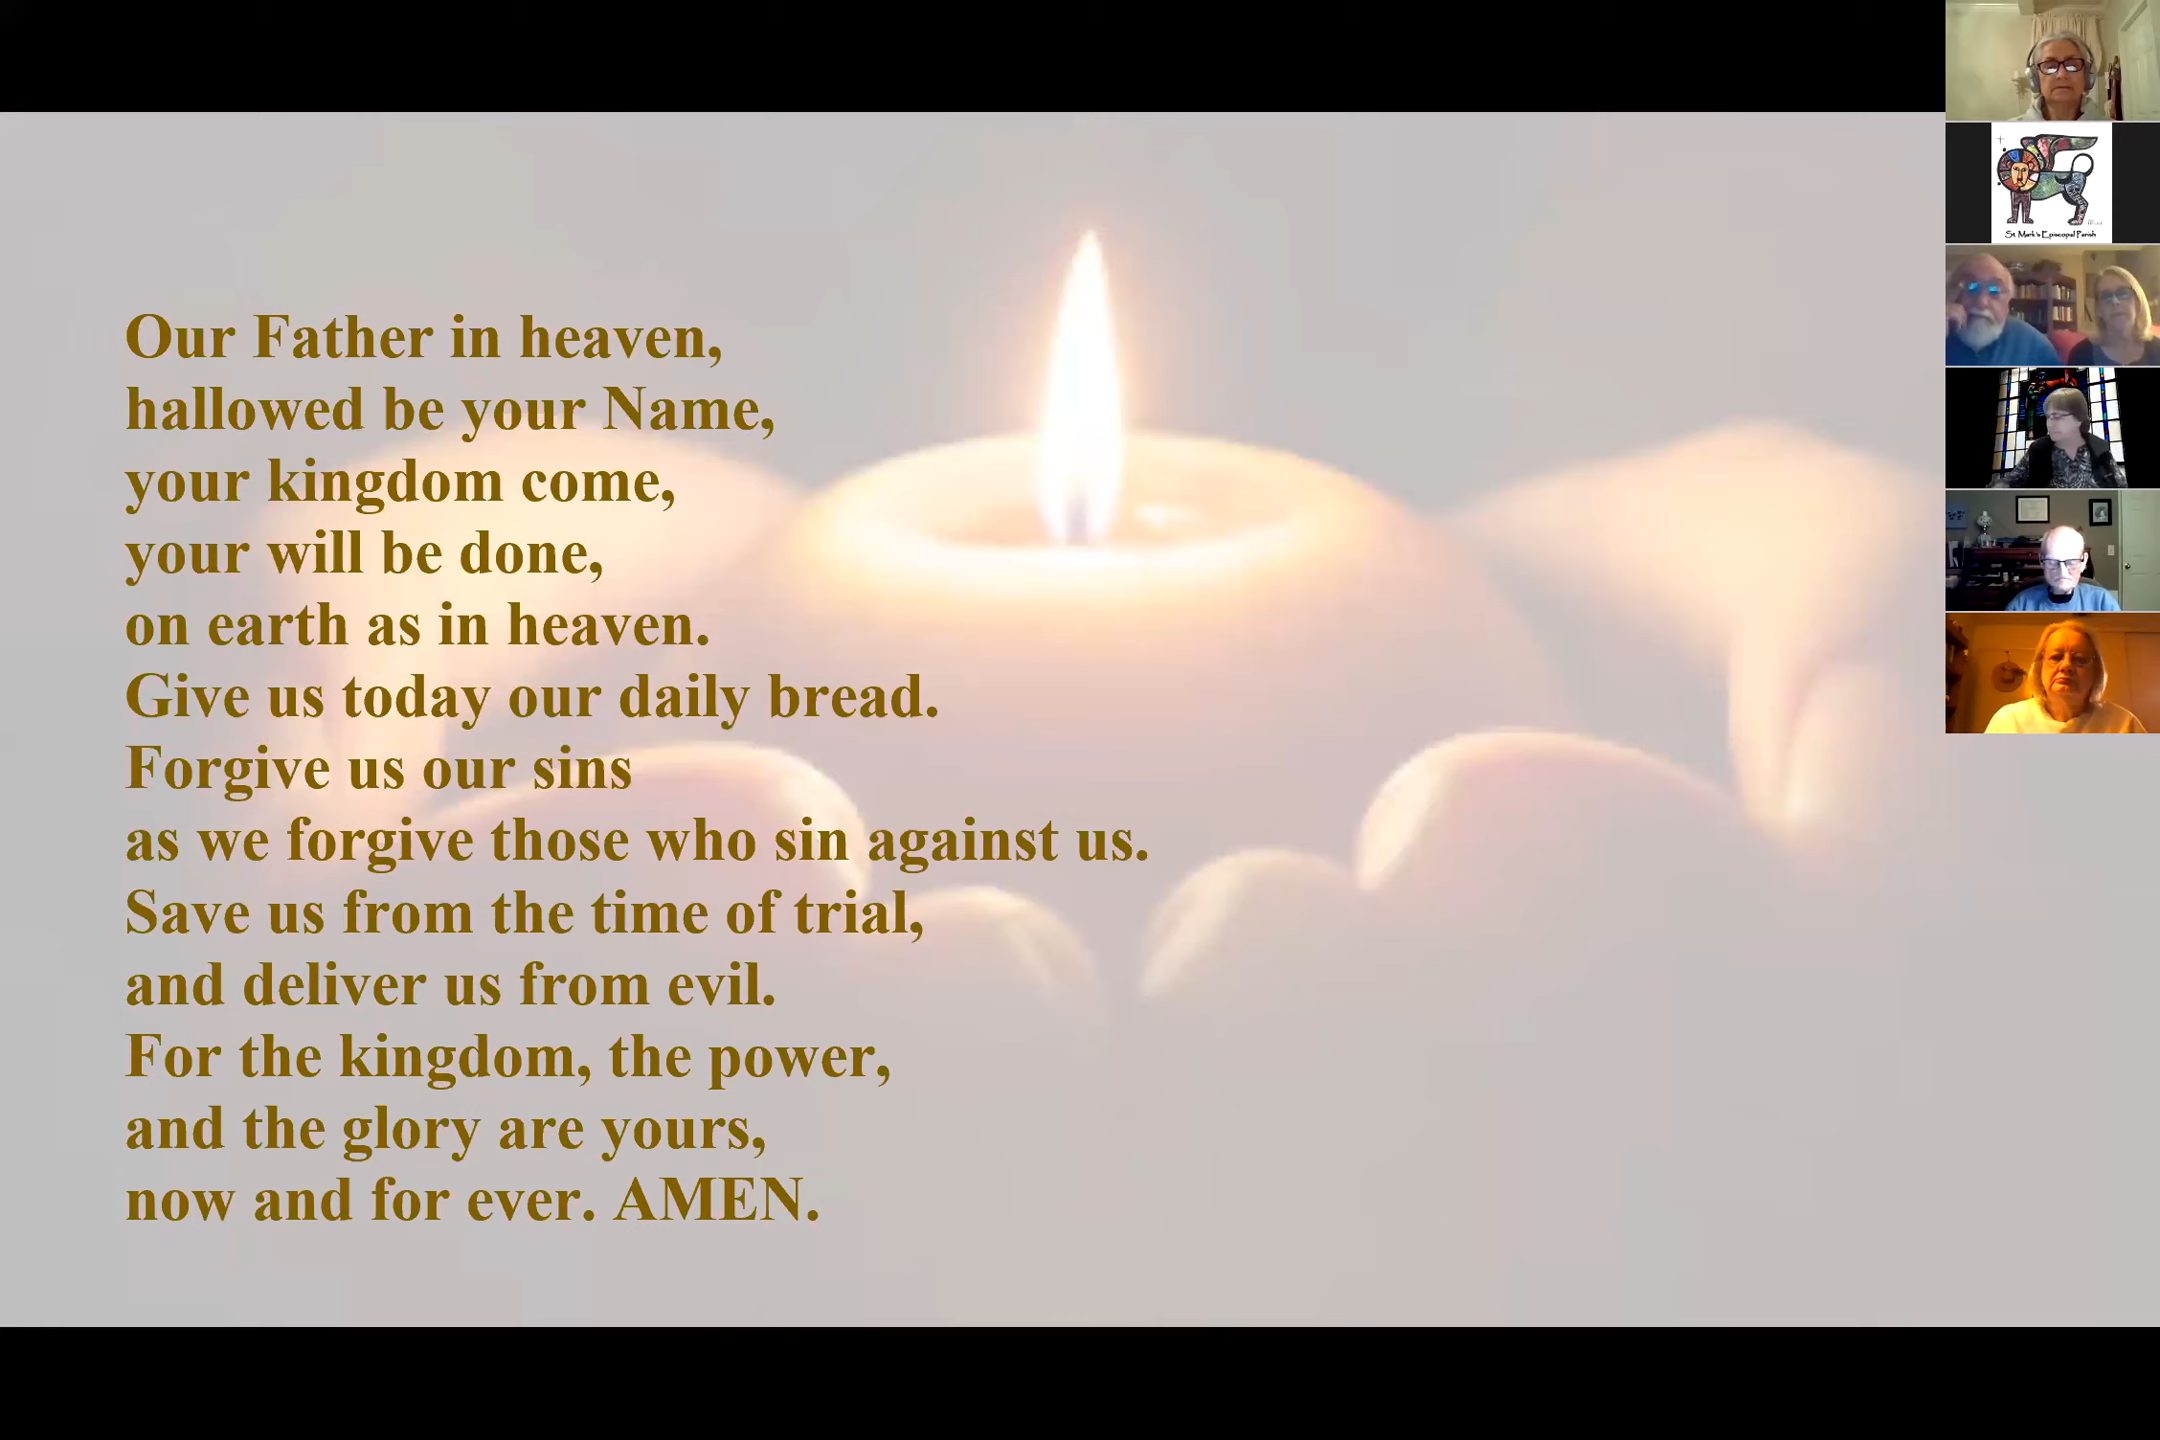 Our Father in heaven,
hallowed be your Name,
your kingdom come,
your will be done,
on earth as in heaven.
Give us today our daily bread.
Forgive us our sins
as we forgive those who sin against us.
Save us from the time of trial,
and deliver us from evil.
For the kingdom, the power,
and the glory are yours,
now and for ever. AMEN.
St. Mark's Episcopal Parish